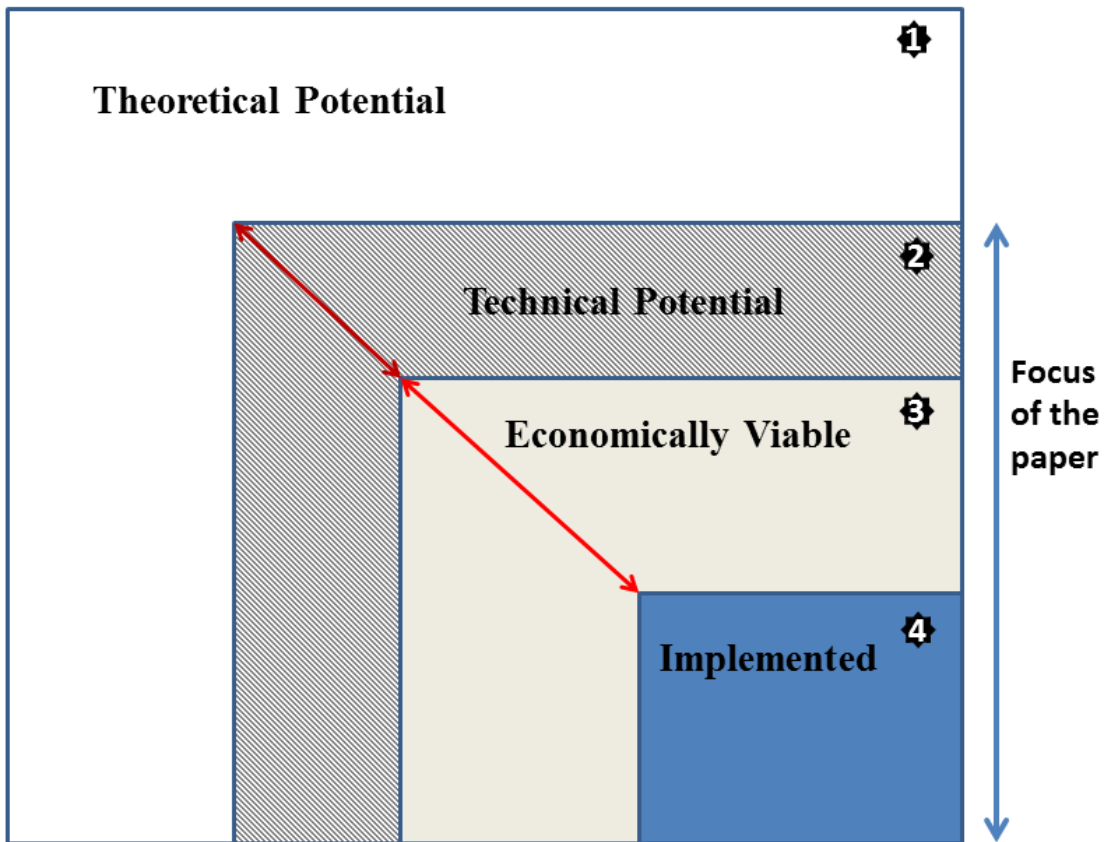 1
Theoretical Potential
2
Technical Potential
3
Economically Viable
4
Implemented
Focus
of the
paper